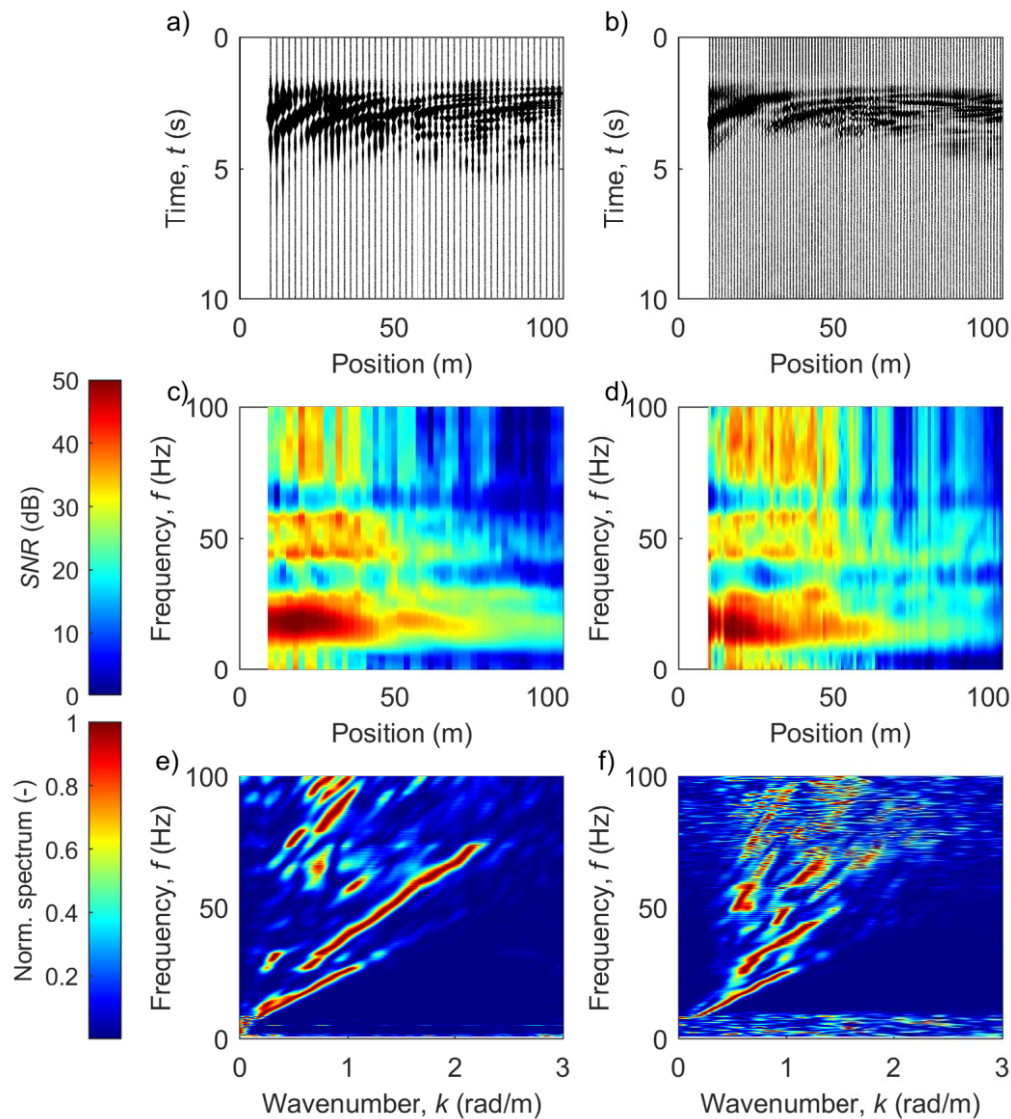 a)
b)
0
5
10
Time, t (s)
0
50
100
Position (m)
0
5
10
Time, t (s)
0
50
100
Position (m)
50
40
30
20
10
0
SNR (dB)
c)
100
50
0
Frequency, f (Hz)
0
50
100
Position (m)
d)
100
50
0
Frequency, f (Hz)
0
50
100
Position (m)
1
0.8
0.6
0.4
0.2
Norm. spectrum (-)
e)
100
50
0
Frequency, f (Hz)
0
1
2
3
Wavenumber, k (rad/m)
f)
100
50
0
Frequency, f (Hz)
0
1
2
3
Wavenumber, k (rad/m)